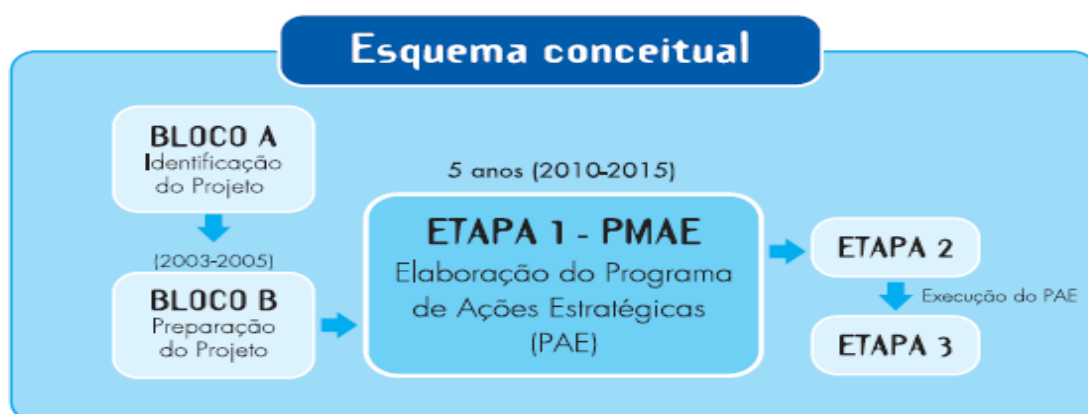 Esquema conceitual
BLOCO A
Identificação
do Projeto
(2003-2005)
BLOCO B
Preparação
do Projeto
5 anos (2010-2015)
ETAPA 1 - PMAE
Elaboração do Programa
de Ações Estratégicas
(PAE)
ETAPA 2
Execução do PAE
ETAPA 3